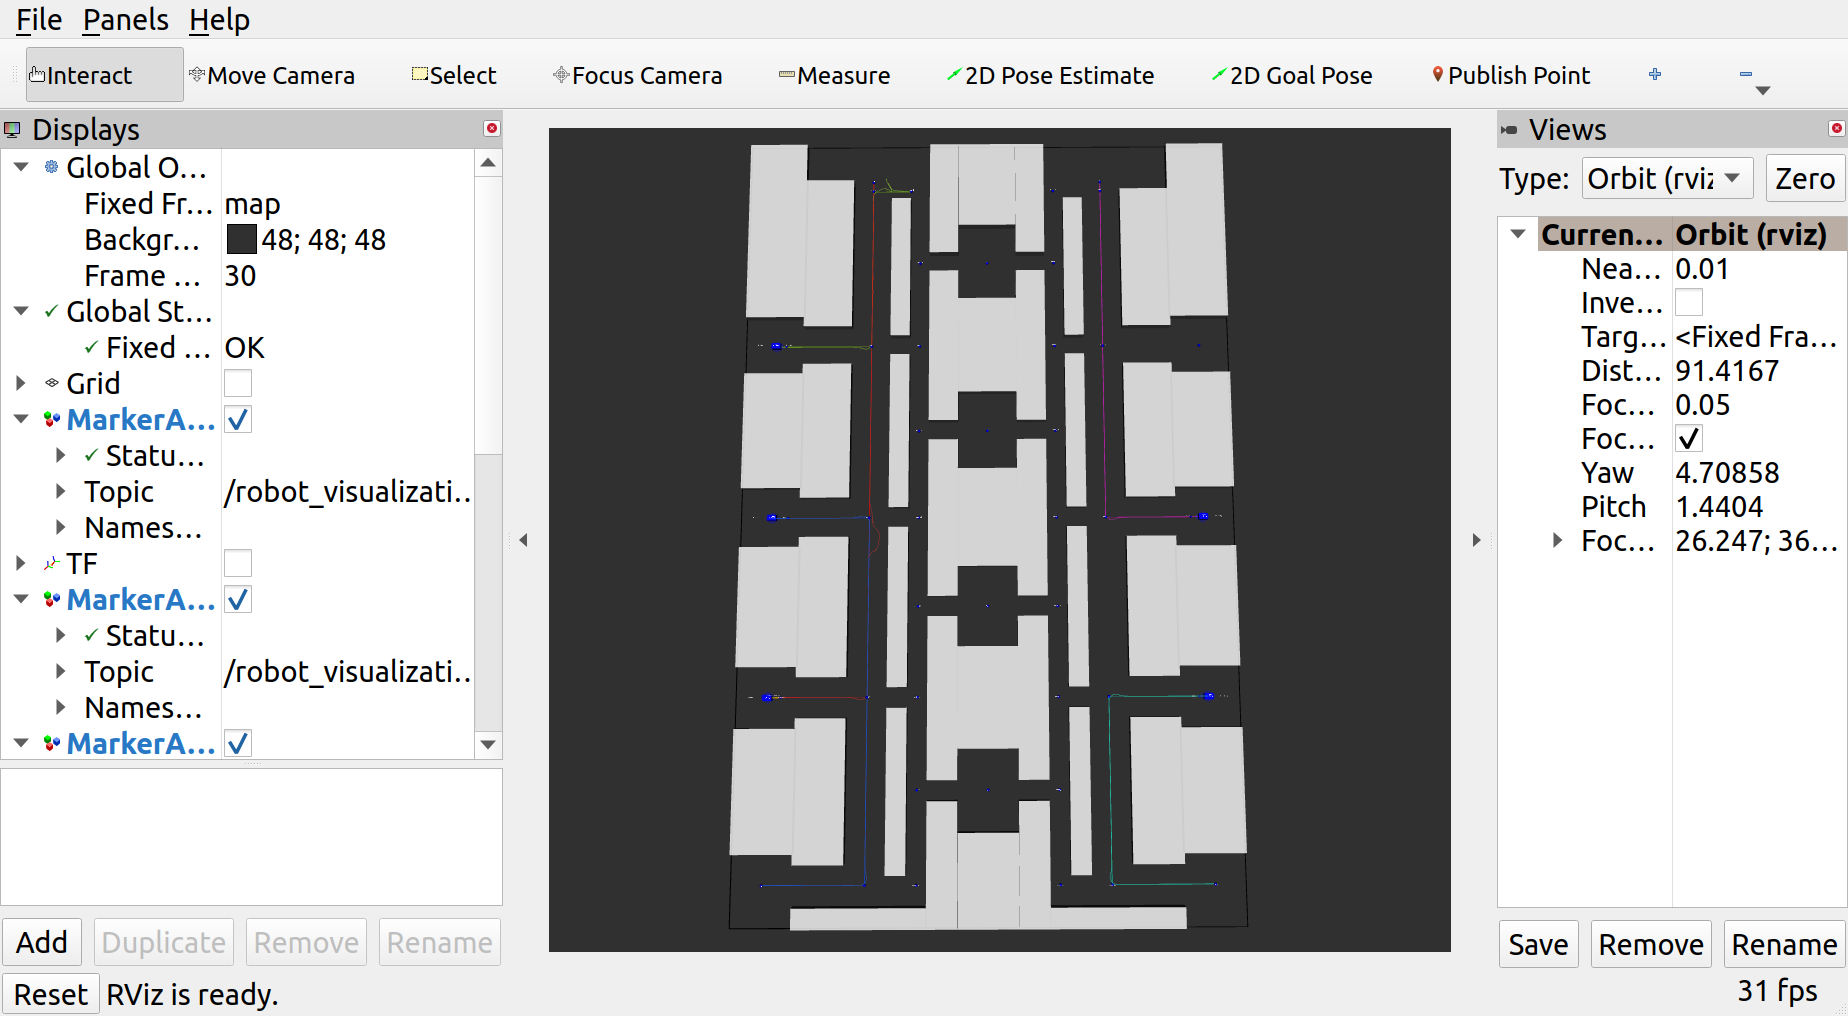 File Panels Help
Interact Move Camera Select Focus Camera Measure 2D Pose Estimate 2D Goal Pose Publish Point
Displays
Global O...
Fixed Fr... map
Backgr... 48; 48; 48
Frame ... 30
Global St...
Fixed ... OK
Grid
MarkerA...
Statu...
Topic /robot_visualizati..
Names...
TF
MarkerA...
Statu...
Topic /robot_visualizati..
Names...
MarkerA...
Add Duplicate Remove Rename
Reset RViz is ready.
Views
Type: Orbit (rviz Zero
Curren... Orbit (rviz)
Nea... 0.01
Inve...
Targ... <Fixed Fra...
Dist... 91.4167
Foc... 0.05
Foc...
Yaw 4.70858
Pitch 1.4404
Foc... 26.247; 36...
Save Remove Rename
31 fps